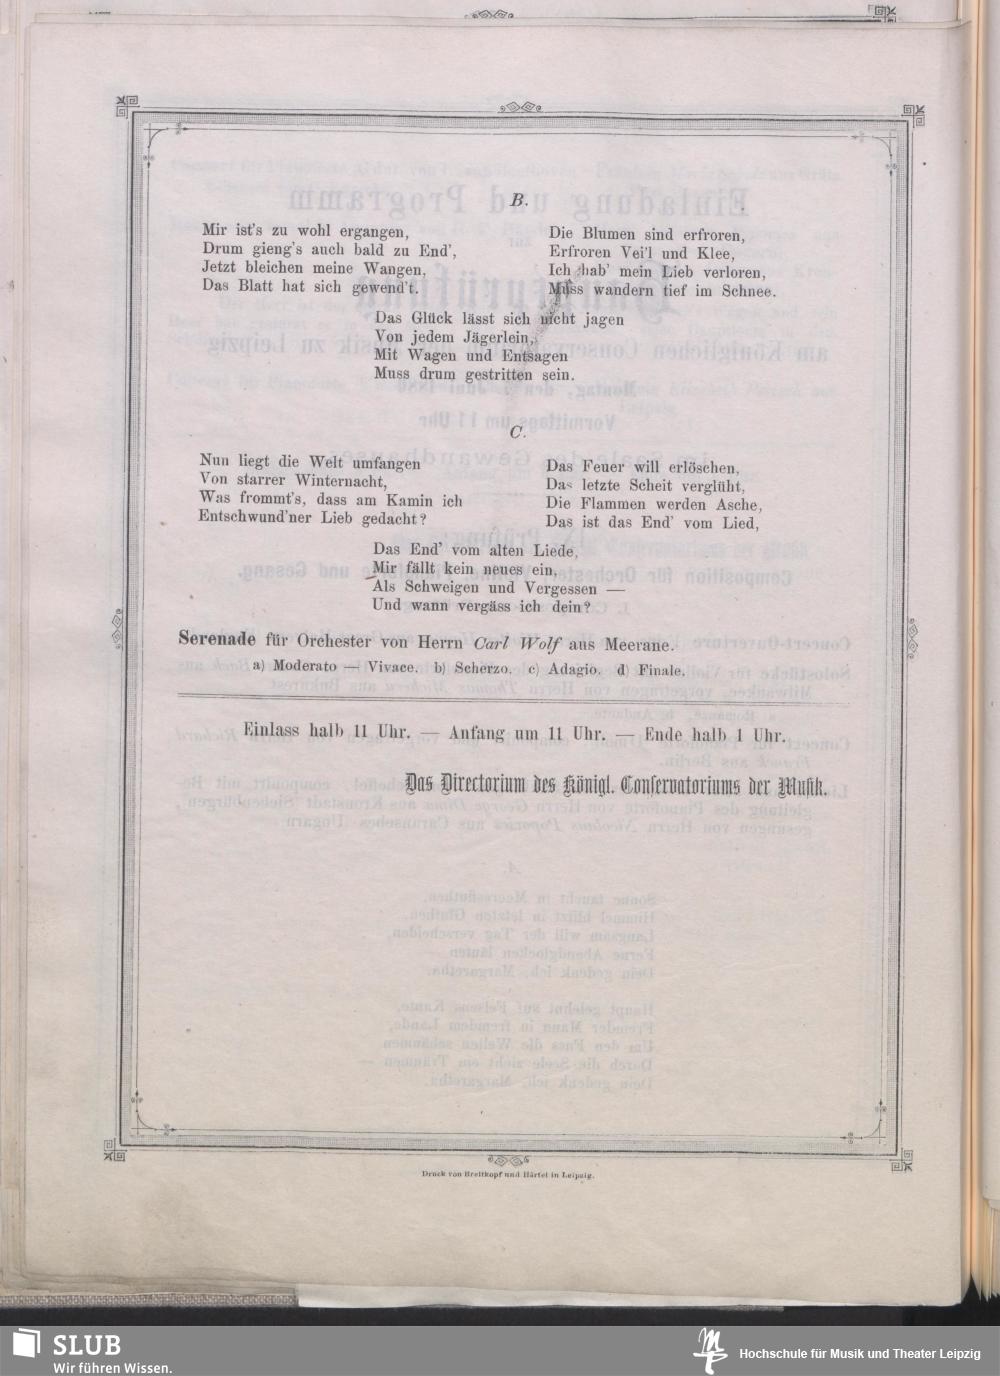 B.
Mir ist's zu wohl ergangen,
Drum gieng's auch bald zu End',
Jetzt bleichen meine Wangen,
Das Blatt hat sich gewend't.
Die Blumen sind erfroren,
Erfroren Vei'l und Klee,
Ich hab' mein Lieb verloren,
Muss wandern tief im Schnee.
Das Glück lässt sich nicht jagen
Von jedem Jägerlein,
Mit Wagen und Entsagen
Muss drum gestritten sein.
C.
Nun liegt die Welt umfangen
Von starrer Winternacht,
Was frommt's, dass am Kamin ich
Entschwund'ner Lieb gedacht?
Das Feuer will erlöschen,
Das letzte Scheit verglüht,
Die Flammen werden Asche,
Das ist das End' vom Lied,
Das End' vom alten Liede,
Mir fällt kein neues ein,
Als Schweigen und Vergessen —
Und wann vergäss ich dein?
Serenade für Orchester von Herrn Carl Wolf aus Meerane.
a) Moderato — Vivace. b) Scherzo. c) Adagio. d) Finale.
Einlass halb 11 Uhr. — Anfang um 11 Uhr. — Ende halb 1 Uhr.
Das Directorium des Königl. Conservatoriums der Musik.
Druck von Breitkopf und Härtel in Leipzig.
SLUB
Wir führen Wissen.
Hochschule für Musik und Theater Leipzig